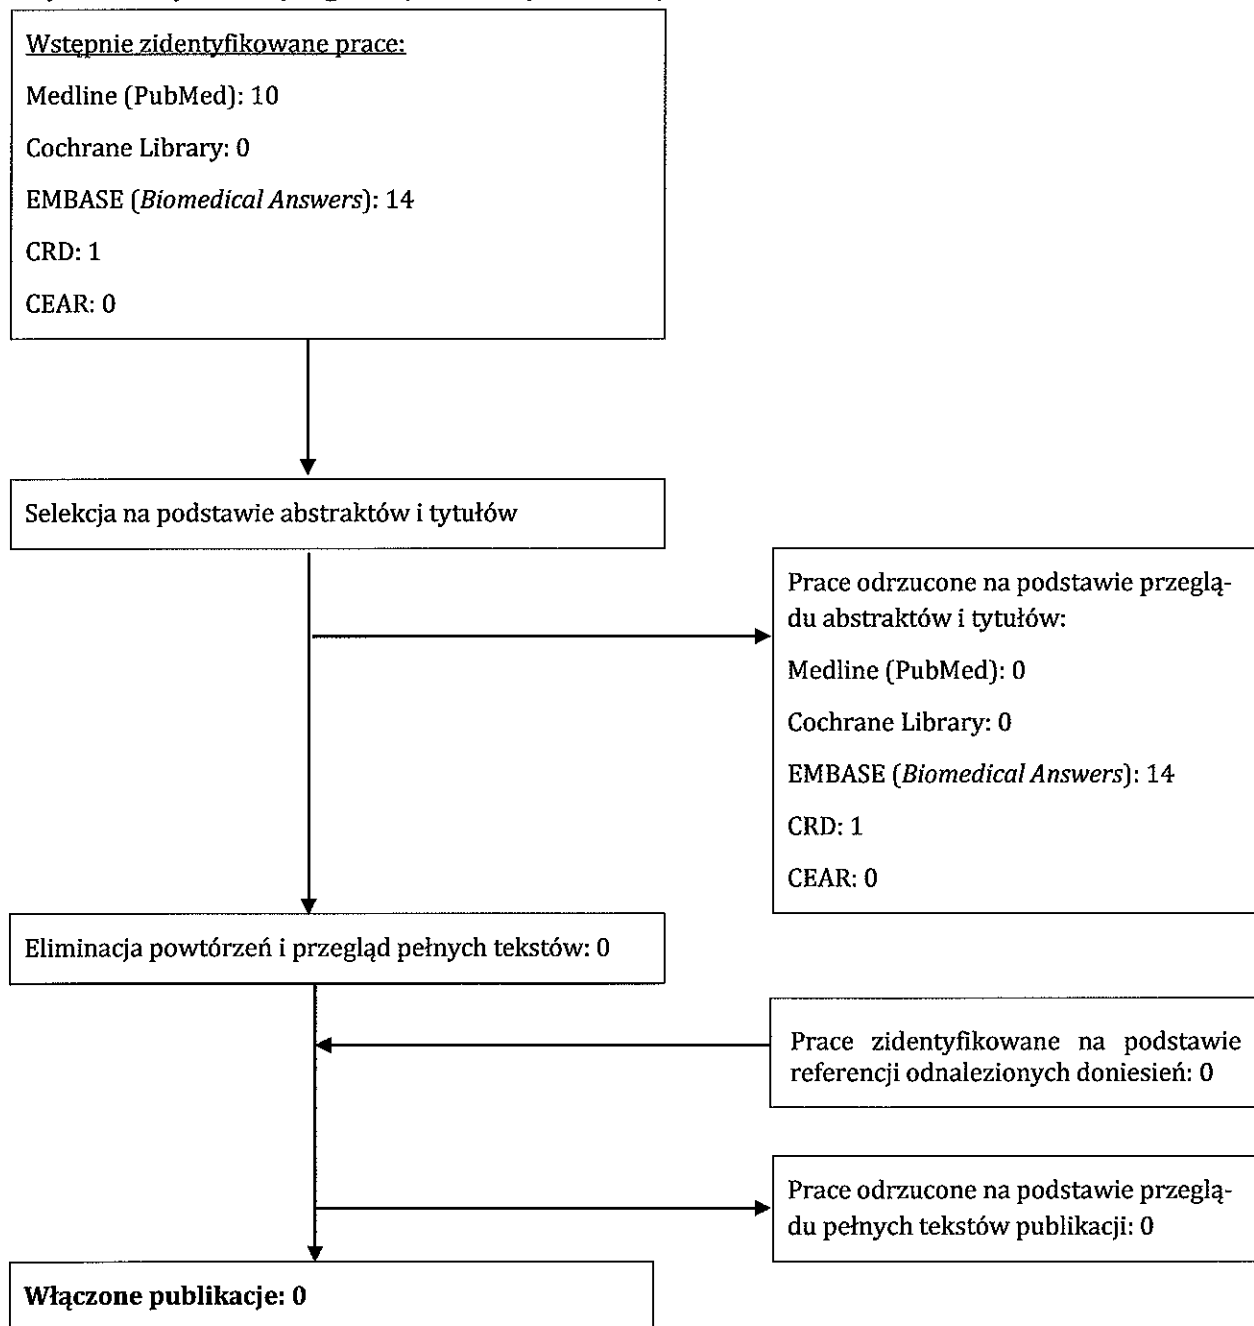 Wstępnie zidentyfikowane prace:
Medline (PubMed): 10
Cochrane Library: 0
EMBASE (Biomedical Answers): 14
CRD: 1
CEAR: 0
Selekcja na podstawie abstraktów i tytułów
Prace odrzucone na podstawie przeglą-
du abstraktów i tytułów:
Medline (PubMed): 0
Cochrane Library: 0
EMBASE (Biomedical Answers): 14
CRD: 1
CEAR: 0
Eliminacja powtórzeń i przegląd pełnych tekstów: 0
Prace zidentyfikowane na podstawie
referencji odnalezionych doniesień: 0
Prace odrzucone na podstawie przeglą-
du pełnych tekstów publikacji: 0
Włączone publikacje: 0